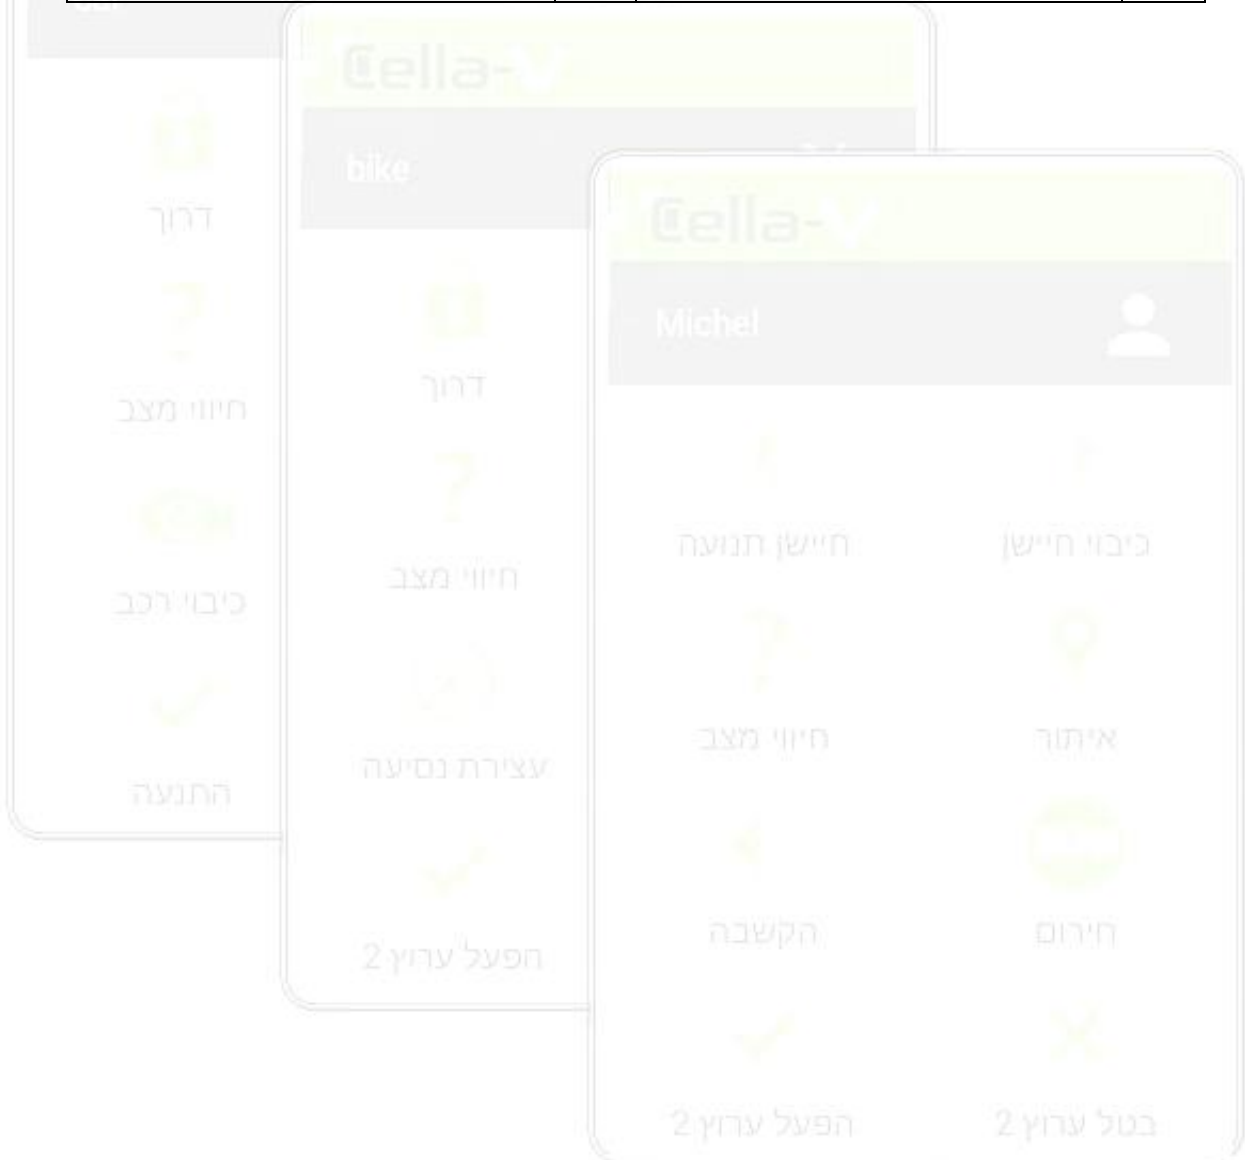 דרוך
חיווי מצב
כיבוי רכב
התנעה
Cella-V
bike
דרוך
חיווי מצב
עצירת נסיעה
הפעל ערוץ 2
Cella-V
Michel
חיישן תנועה כיבוי חיישן
חיווי מצב איתור
הקשבה חירום
הפעל ערוץ 2 בטל ערוץ 2